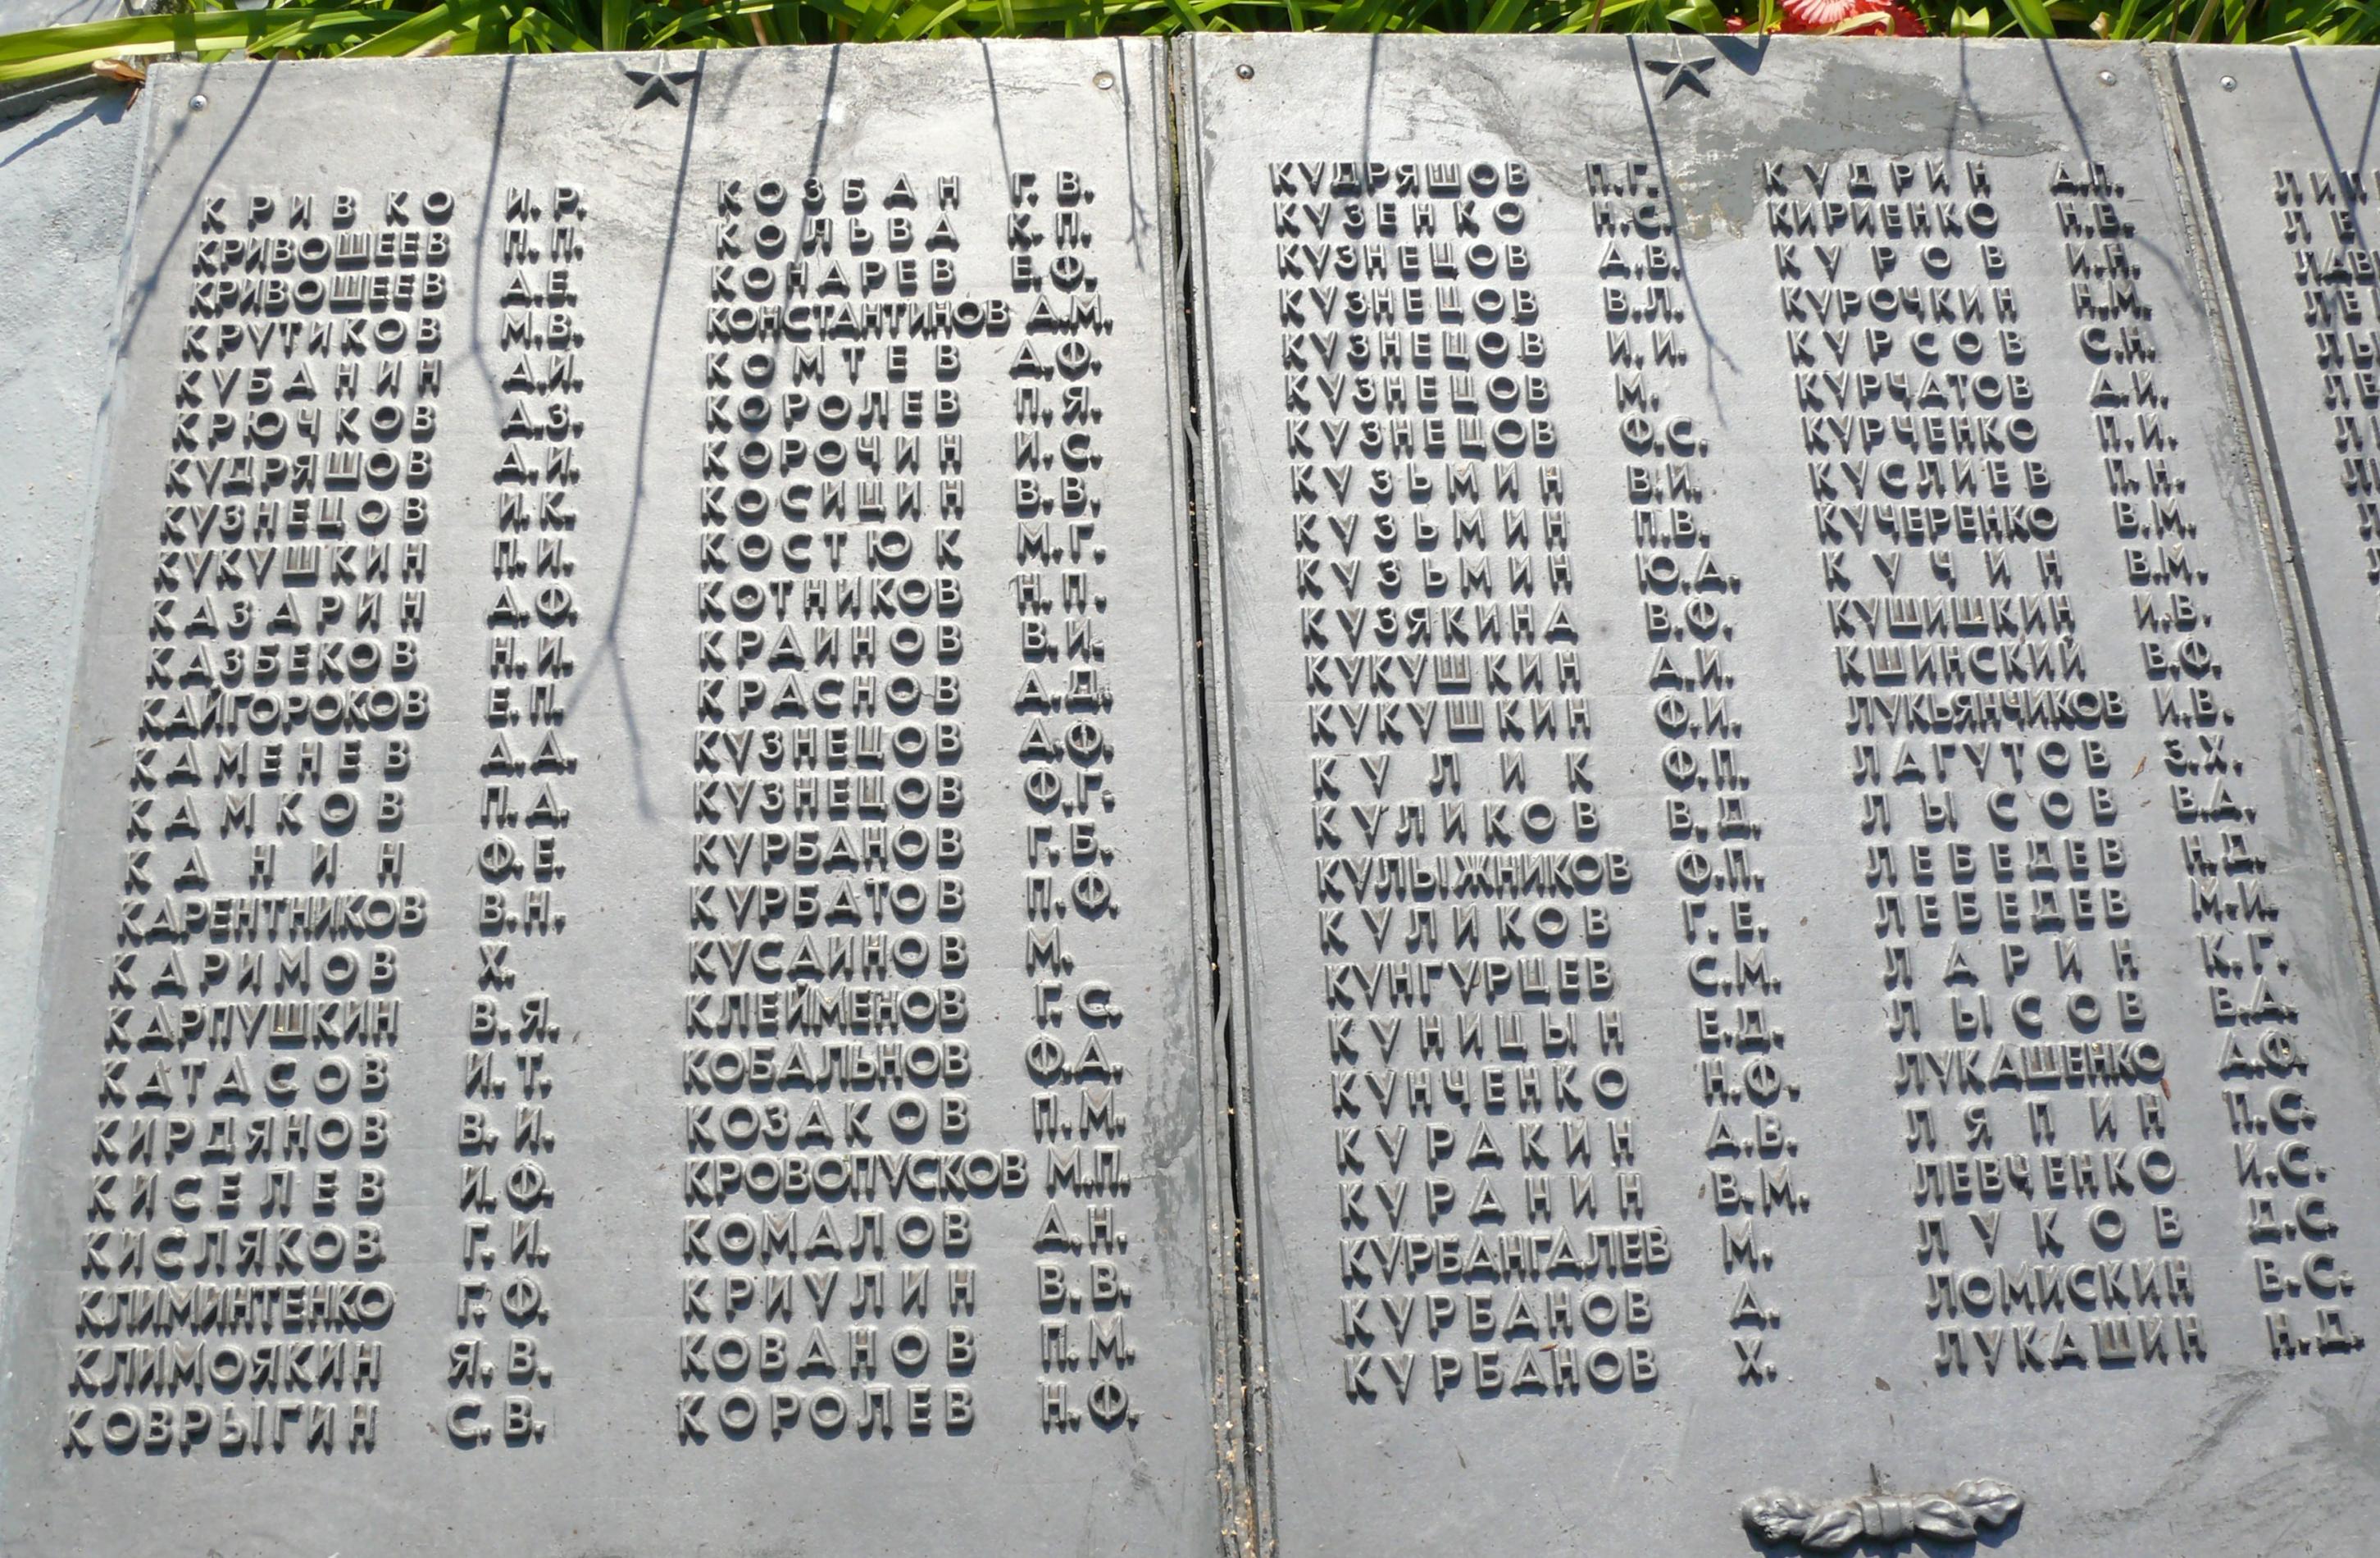 КРИВКО И.Р.
КРИВОШЕЕВ П.П.
КРИВОШЕЕВ А.Е.
КРУТИКОВ М.В.
КУБАНИН А.И.
КРЮЧКОВ А.З.
КУДРЯШОВ А.И.
КУЗНЕЦОВ И.К.
КУКУШКИН П.И.
КАЗАРИН А.Ф.
КАЗБЕКОВ Н.И.
КАЙГОРОКОВ Е.П.
КАМЕНЕВ А.А.
КАМКОВ П.А.
КАНИН Ф.Е.
КАРЕНТНИКОВ В.Н.
КАРИМОВ Х.
КАРПУШКИН В.Я.
КАТАСОВ И.Т.
КИРДЯНОВ В.И.
КИСЕЛЕВ И.Ф.
КИСЛЯКОВ Г.И.
КЛИМИНТЕНКО Г.Ф.
КЛИМОЯКИН Я.В.
КОВРЫГИН С.В.
КОЗБАН Г.В.
КОЛЬВА К.П.
КОНДАРЕВ Е.Ф.
КОНСТАНТИНОВ А.М.
КОМТЕВ А.Ф.
КОРОЛЕВ П.Я.
КОРОЧИН И.С.
КОСИЦИН В.В.
КОСТЮК М.Г.
КОТНИКОВ Н.П.
КРАИНОВ В.И.
КРАСНОВ А.Д.
КУЗНЕЦОВ А.Ф.
КУЗНЕЦОВ Ф.Г.
КУРБАНОВ Г.Б.
КУРБАТОВ П.Ф.
КУСАИНОВ М.
КЛЕЙМЕНОВ Г.С.
КОБАЛЬНОВ Ф.А.
КОЗАКОВ П.М.
КРОВОПУСКОВ М.П.
КОМАЛОВ А.Н.
КРИУЛИН В.В.
КОВАНОВ П.М.
КОРОЛЕВ Н.Ф.
КУДРЯШОВ П.Г.
КУЗЕНКО Н.С.
КУЗНЕЦОВ А.В.
КУЗНЕЦОВ В.Л.
КУЗНЕЦОВ И.И.
КУЗНЕЦОВ М.
КУЗНЕЦОВ Ф.С.
КУЗЬМИН В.И.
КУЗЬМИН П.В.
КУЗЬМИН Ю.А.
КУЗЯКИНА В.Ф.
КУКУШКИН А.И.
КУКУШКИН Ф.И.
КУЛИК Ф.П.
КУЛИКОВ В.Д.
КУЛЫЖНИКОВ Ф.П.
КУЛИКОВ Г.Е.
КУНГУРЦЕВ С.М.
КУНИЦЫН Е.Д.
КУНЧЕНКО Н.Ф.
КУРАКИН А.В.
КУРАНИН В.М.
КУРБАНГАЛЕВ М.
КУРБАНОВ А.
КУРБАНОВ Х.
КУДРИН А.П.
КИРИЕНКО Н.Е.
КУРОВ И.Н.
КУРОЧКИН Н.М.
КУРСОВ С.Н.
КУРЧАТОВ А.И.
КУРЧЕНКО П.И.
КУСЛИЕВ П.Н.
КУЧЕРЕНКО В.М.
КУЧИН В.М.
КУШИШКИН И.В.
КШИНСКИЙ В.Ф.
ЛУКЬЯНЧИКОВ И.В.
ЛАГУТОВ З.Х.
ЛЫСОВ В.А.
ЛЕБЕДЕВ Н.Д.
ЛЕБЕДЕВ М.И.
ЛАРИН К.Г.
ЛЫСОВ В.А.
ЛУКАШЕНКО А.Ф.
ЛЯПИН П.С.
ЛЕВЧЕНКО И.С.
ЛУКОВ Д.С.
ЛОМИСКИН В.С.
ЛУКАШИН Н.Д.